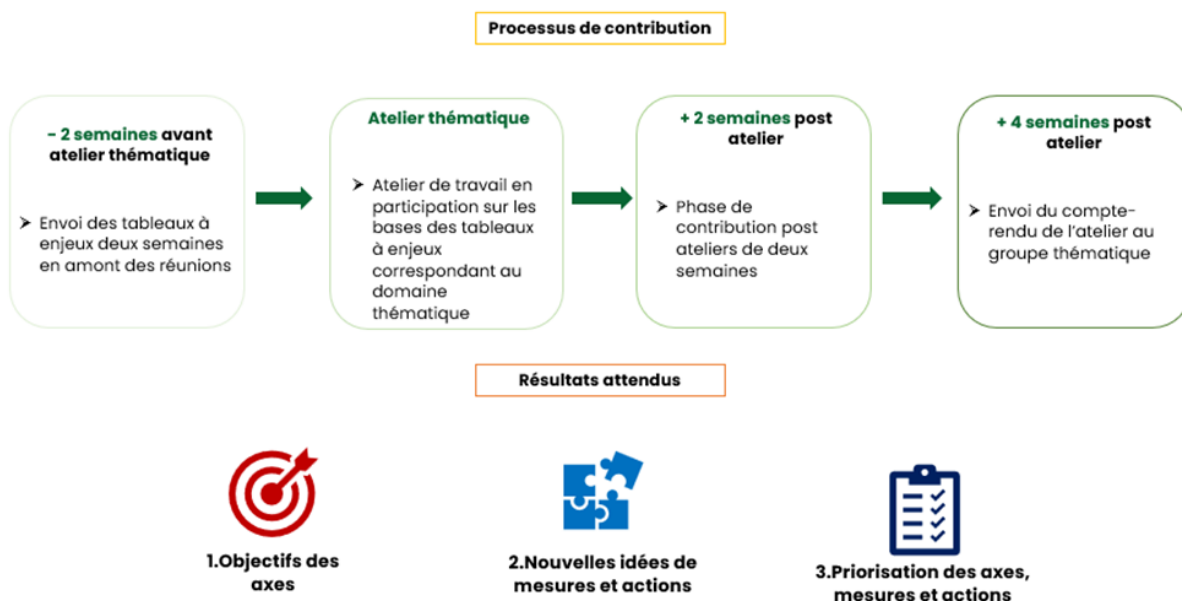 Processus de contribution
- 2 semaines avant
atelier thématique
➤ Envoi des tableaux à
enjeux deux semaines
en amont des réunions
Atelier thématique
➤ Atelier de travail en
participation sur les
bases des tableaux
à enjeux
correspondant au
domaine
thématique
+ 2 semaines post
atelier
➤ Phase de
contribution post
ateliers de deux
semaines
+ 4 semaines post
atelier
➤ Envoi du compte-
rendu de l'atelier au
groupe thématique
Résultats attendus
1.Objectifs des
axes
2.Nouvelles idées de
mesures et actions
3.Priorisation des axes,
mesures et actions